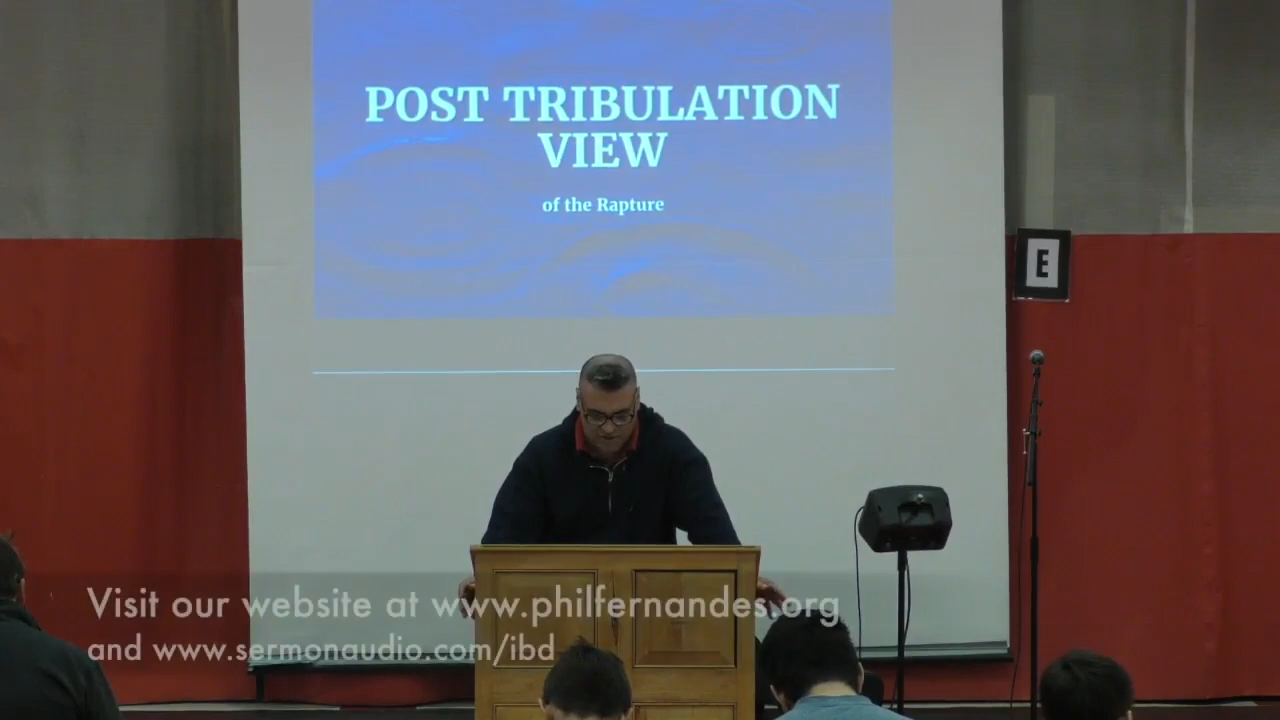 POST TRIBULATION
VIEW
of the Rapture
E
Visit our website at www.philfernandes.org
and www.sermonaudio.com/ibd